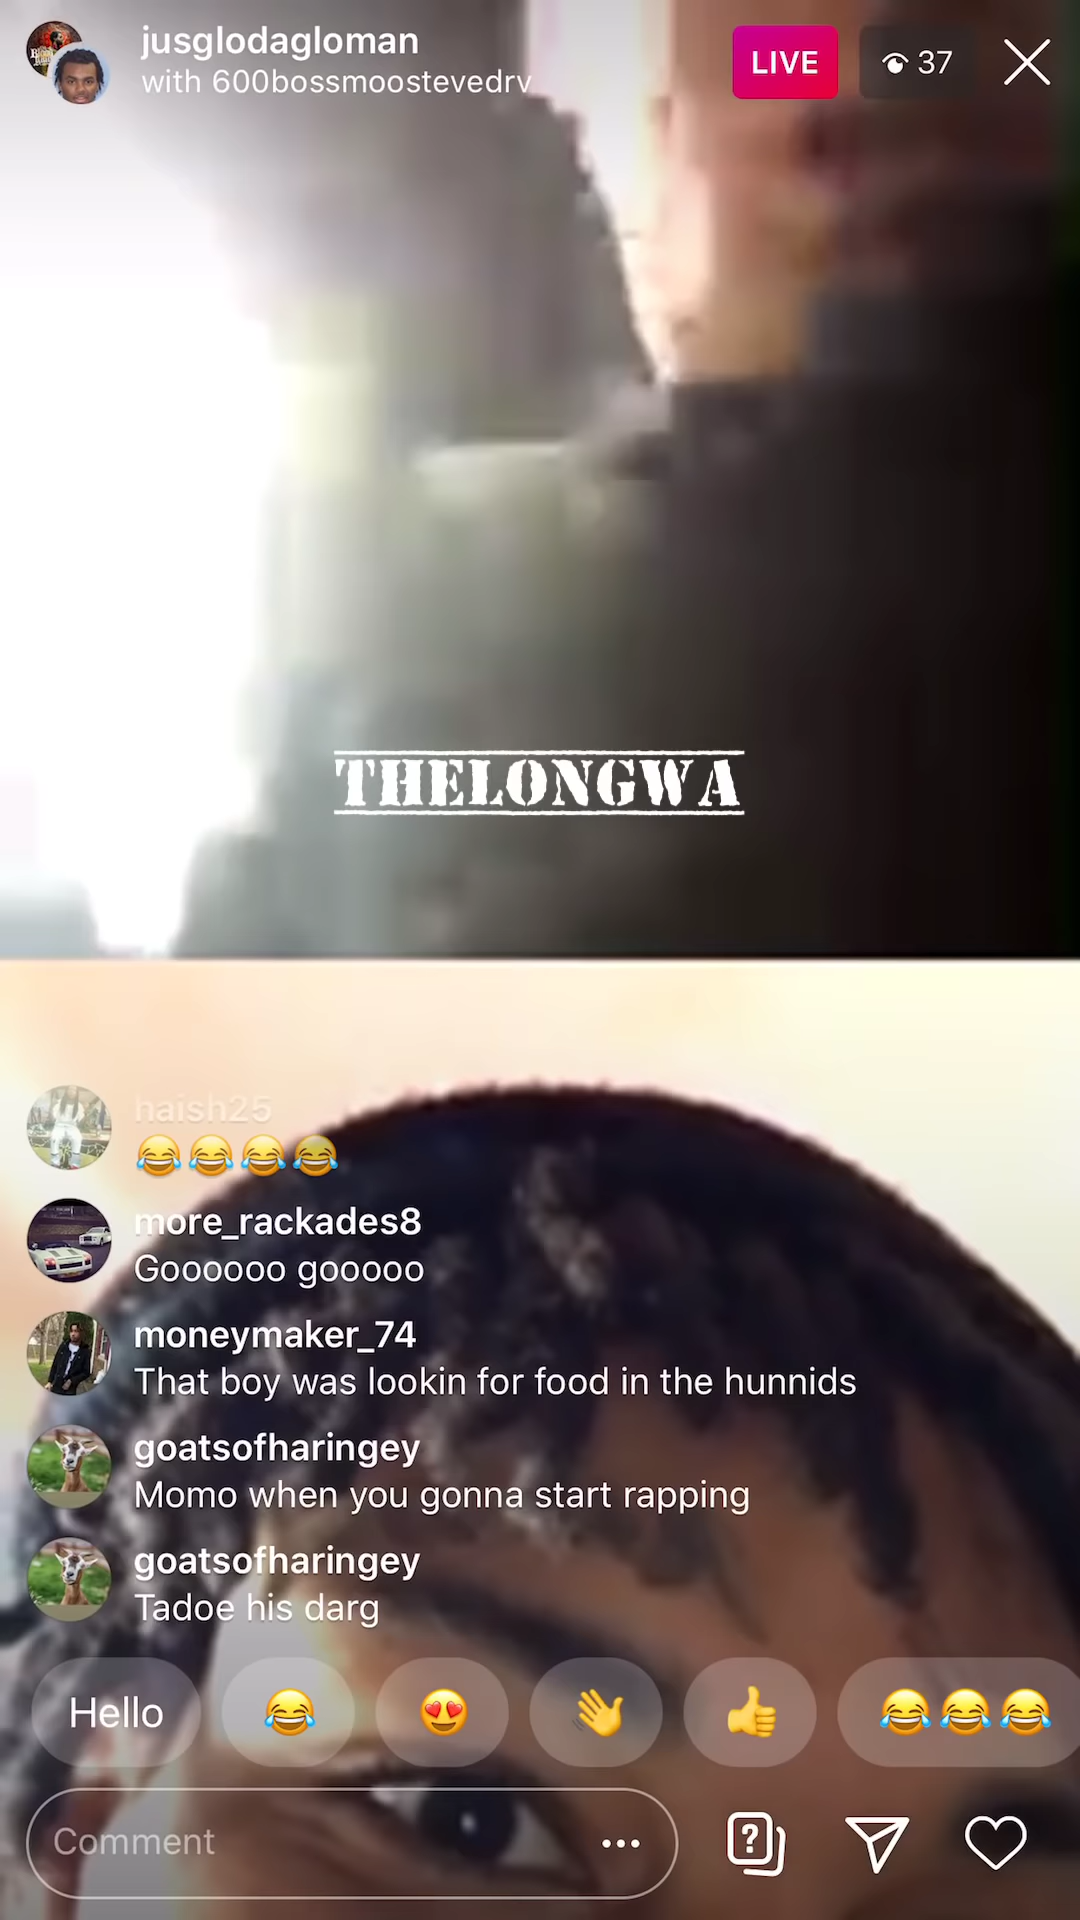 jusglodagloman
with 600bossmoostevedrv
LIVE
37
THELONGWA
haish25
😂😂😂😂
more_rackades8
Goooooo gooooo
moneymaker_74
That boy was lookin for food in the hunnids
goatsofharingey
Momo when you gonna start rapping
goatsofharingey
Tadoe his darg
Hello 😂 😍 👋 👍 😂😂😂
Comment